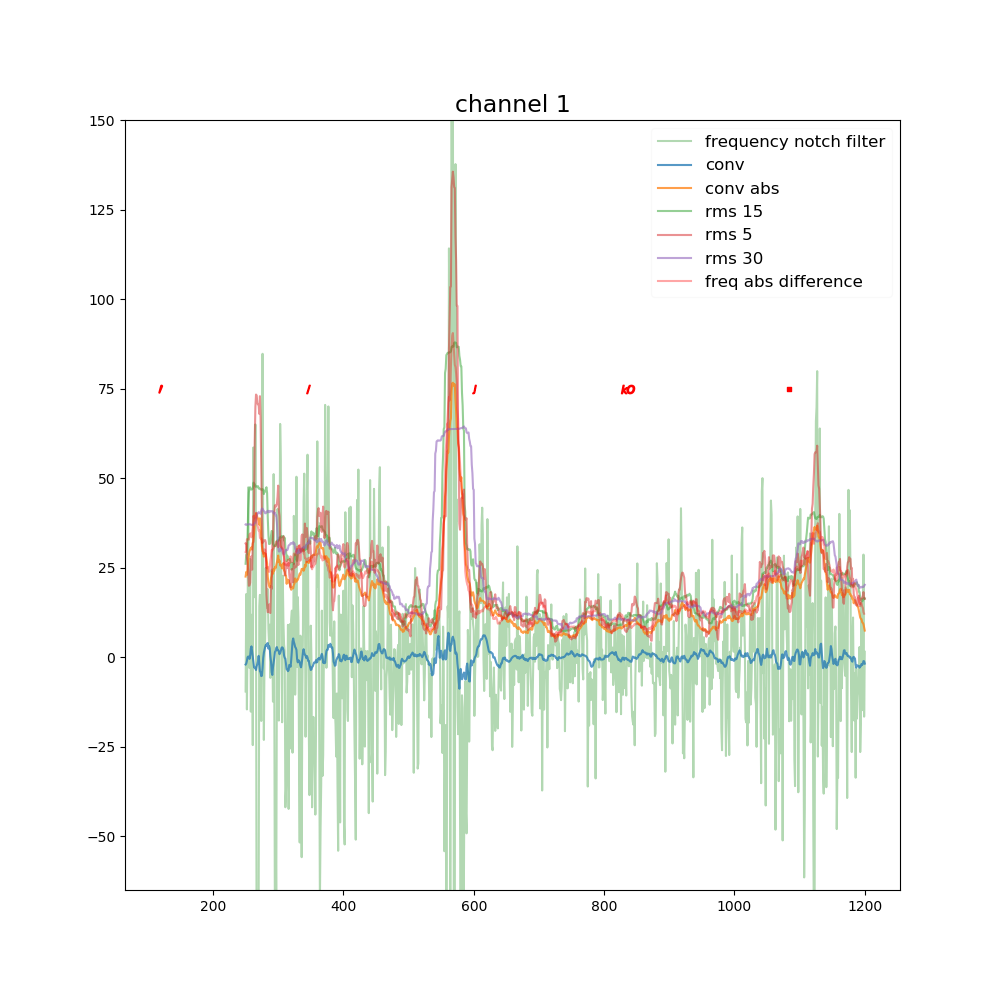 channel 1
150
125
100
75
50
25
0
−25
−50
frequency notch filter
conv
conv abs
rms 15
rms 5
rms 30
freq abs difference
200 400 600 800 1000 1200